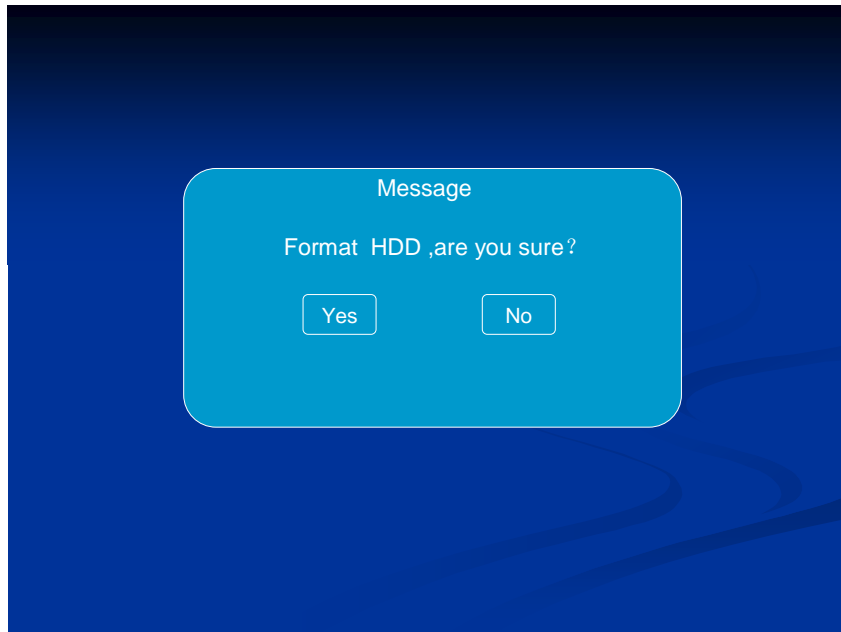 Message
Format  HDD ,are you sure？
Yes
No